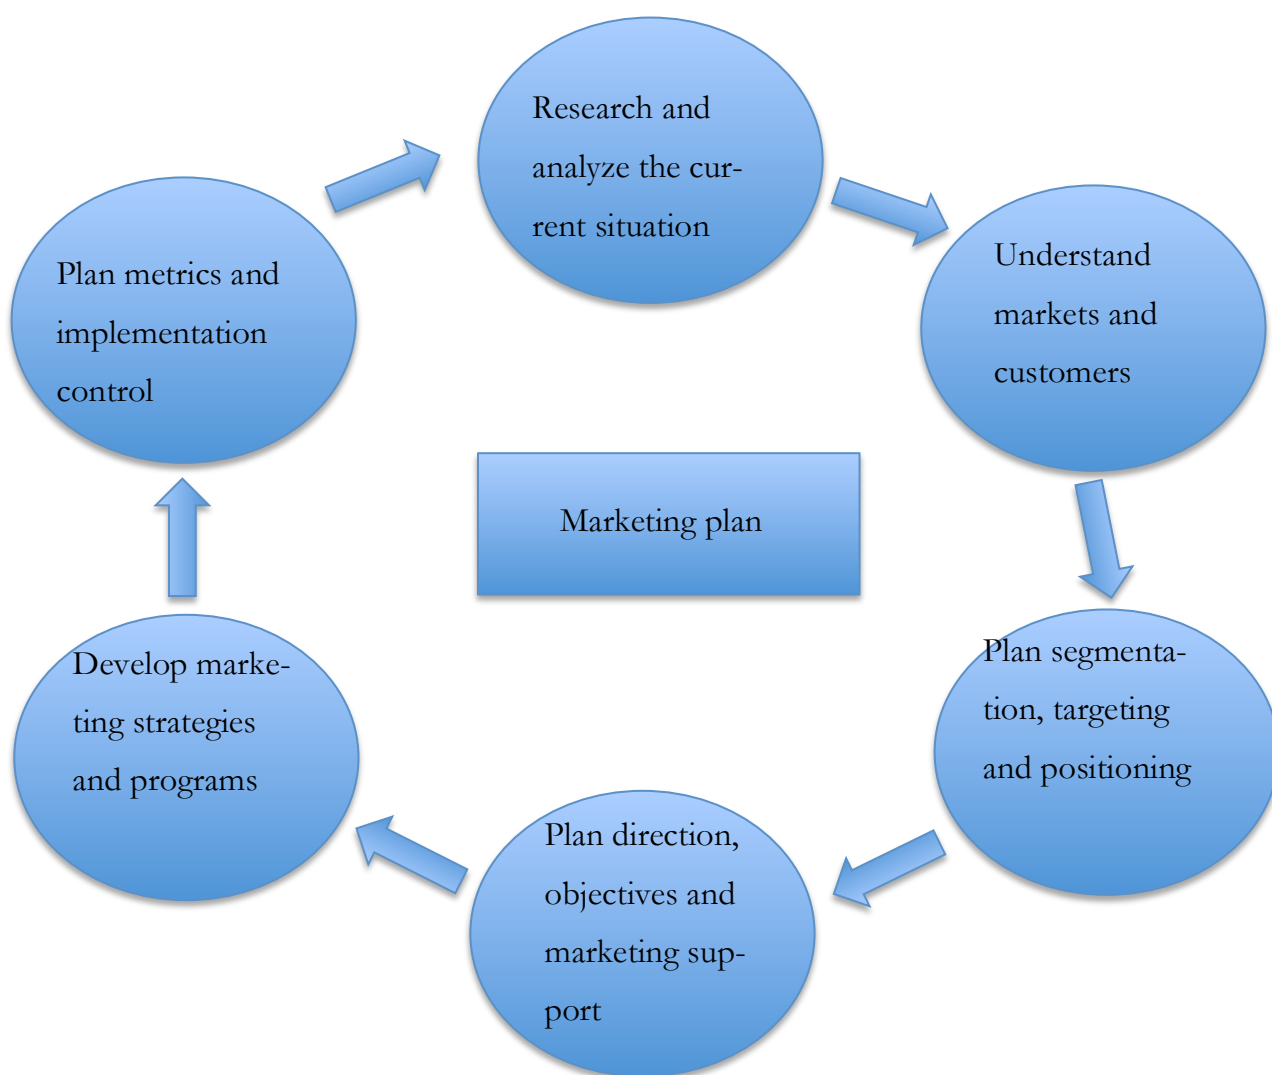 Research and
analyze the cur-
rent situation
Understand
markets and
customers
Plan segmenta-
tion, targeting
and positioning
Plan direction,
objectives and
marketing sup-
port
Develop marke-
ting strategies
and programs
Plan metrics and
implementation
control
Marketing plan